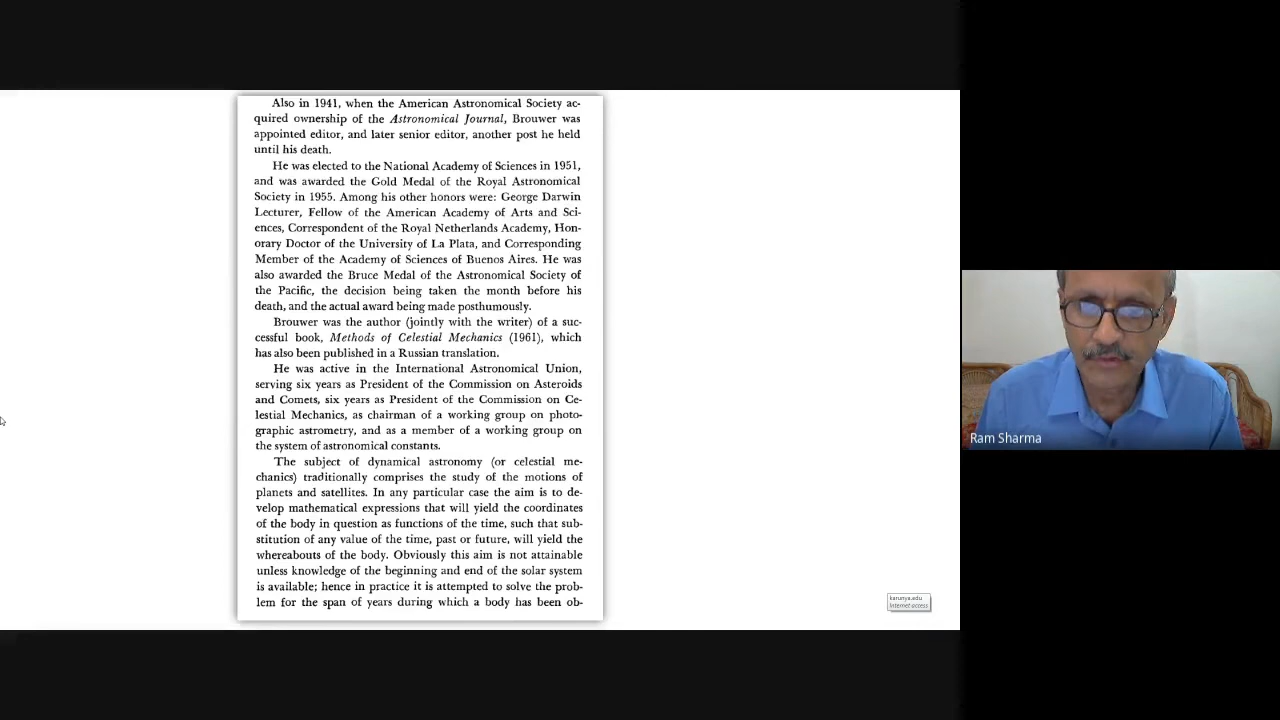 Also in 1941, when the American Astronomical Society ac-
quired ownership of the Astronomical Journal, Brouwer was
appointed editor, and later senior editor, another post he held
until his death.
He was elected to the National Academy of Sciences in 1951,
and was awarded the Gold Medal of the Royal Astronomical
Society in 1955. Among his other honors were: George Darwin
Lecturer, Fellow of the American Academy of Arts and Sci-
ences, Correspondent of the Royal Netherlands Academy, Hon-
orary Doctor of the University of La Plata, and Corresponding
Member of the Academy of Sciences of Buenos Aires. He was
also awarded the Bruce Medal of the Astronomical Society of
the Pacific, the decision being taken the month before his
death, and the actual award being made posthumously.
Brouwer was the author (jointly with the writer) of a suc-
cessful book, Methods of Celestial Mechanics (1961), which
has also been published in a Russian translation.
He was active in the International Astronomical Union,
serving six years as President of the Commission on Asteroids
and Comets, six years as President of the Commission on Ce-
lestial Mechanics, as chairman of a working group on photo-
graphic astrometry, and as a member of a working group on
the system of astronomical constants.
The subject of dynamical astronomy (or celestial me-
chanics) traditionally comprises the study of the motions of
planets and satellites. In any particular case the aim is to de-
velop mathematical expressions that will yield the coordinates
of the body in question as functions of the time, such that sub-
stitution of any value of the time, past or future, will yield the
whereabouts of the body. Obviously this aim is not attainable
unless knowledge of the beginning and end of the solar system
is available; hence in practice it is attempted to solve the prob-
lem for the span of years during which a body has been ob-
karunya.edu
Internet access
Ram Sharma